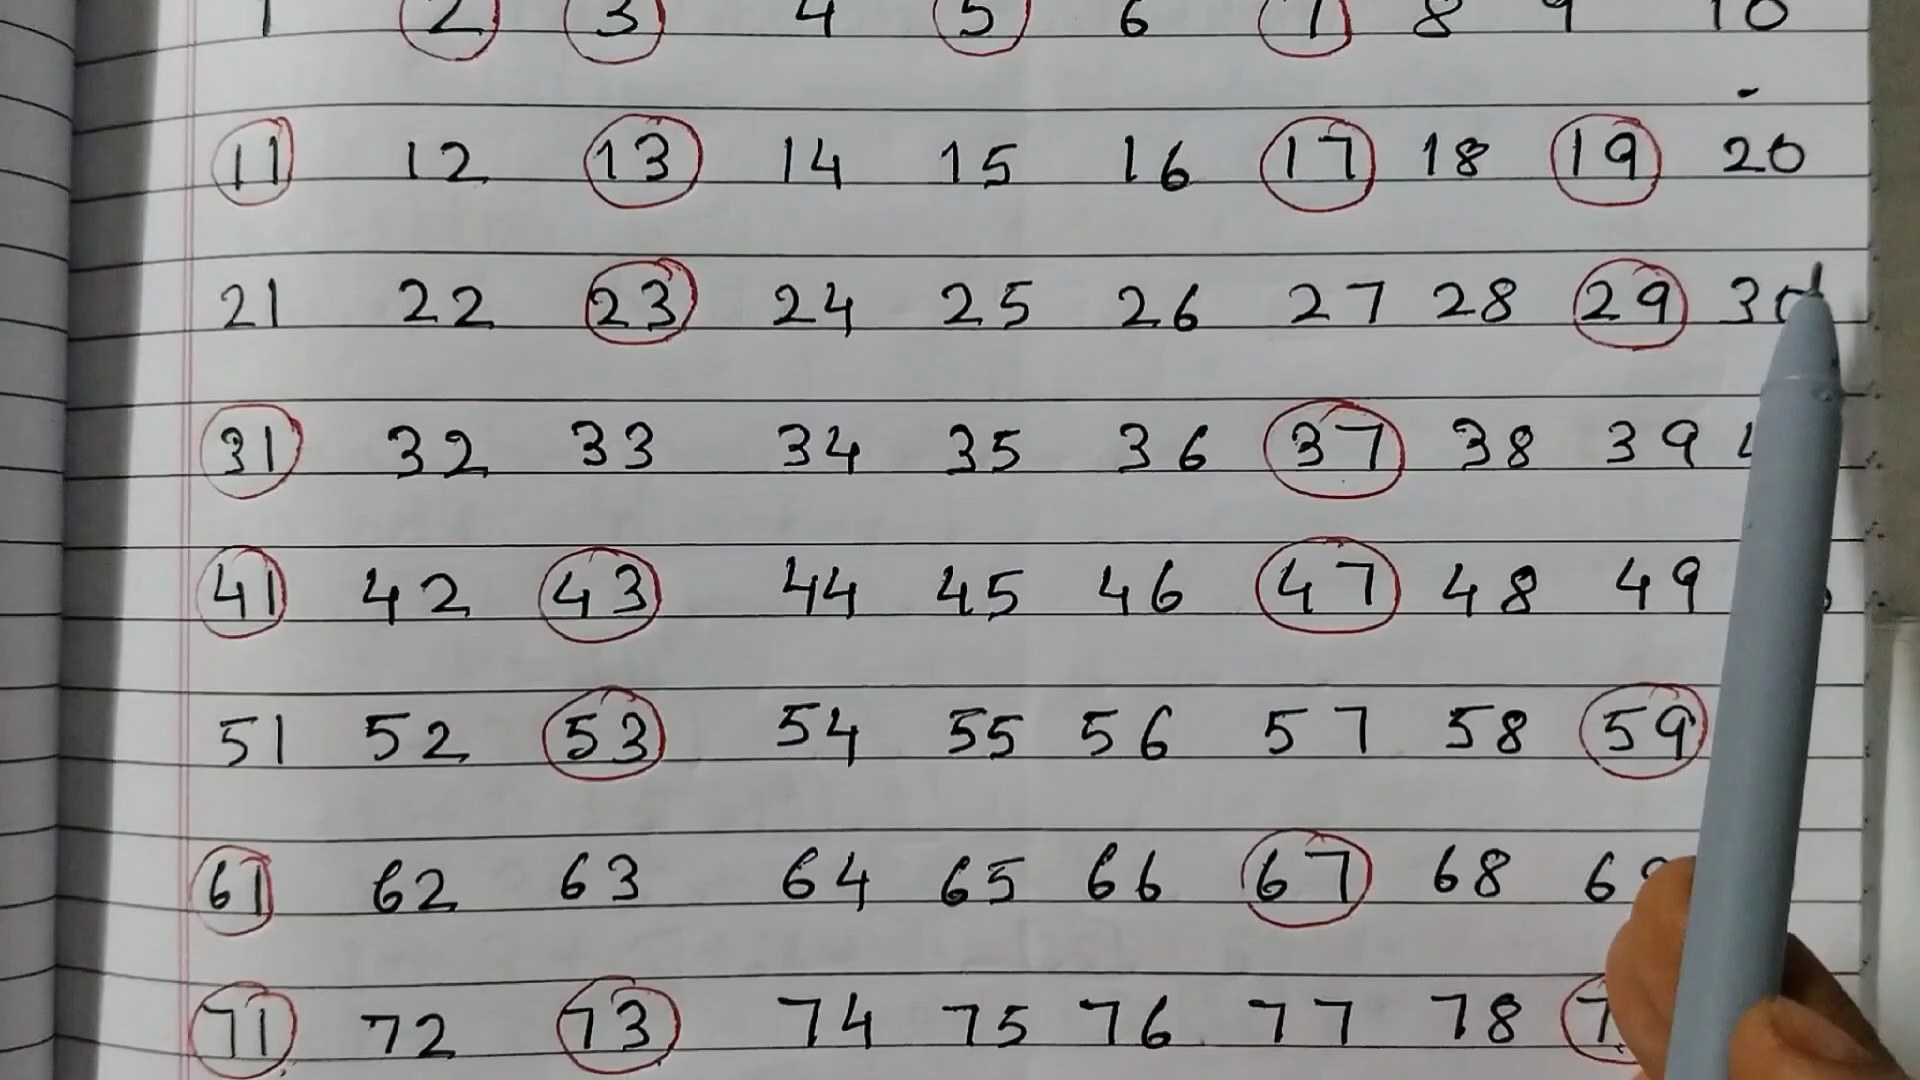 1 2 3 4 5 6 7 8 9 10
11 12 13 14 15 16 17 18 19 20
21 22 23 24 25 26 27 28 29 30
31 32 33 34 35 36 37 38 39
41 42 43 44 45 46 47 48 49
51 52 53 54 55 56 57 58 59
61 62 63 64 65 66 67 68 69
71 72 73 74 75 76 77 78